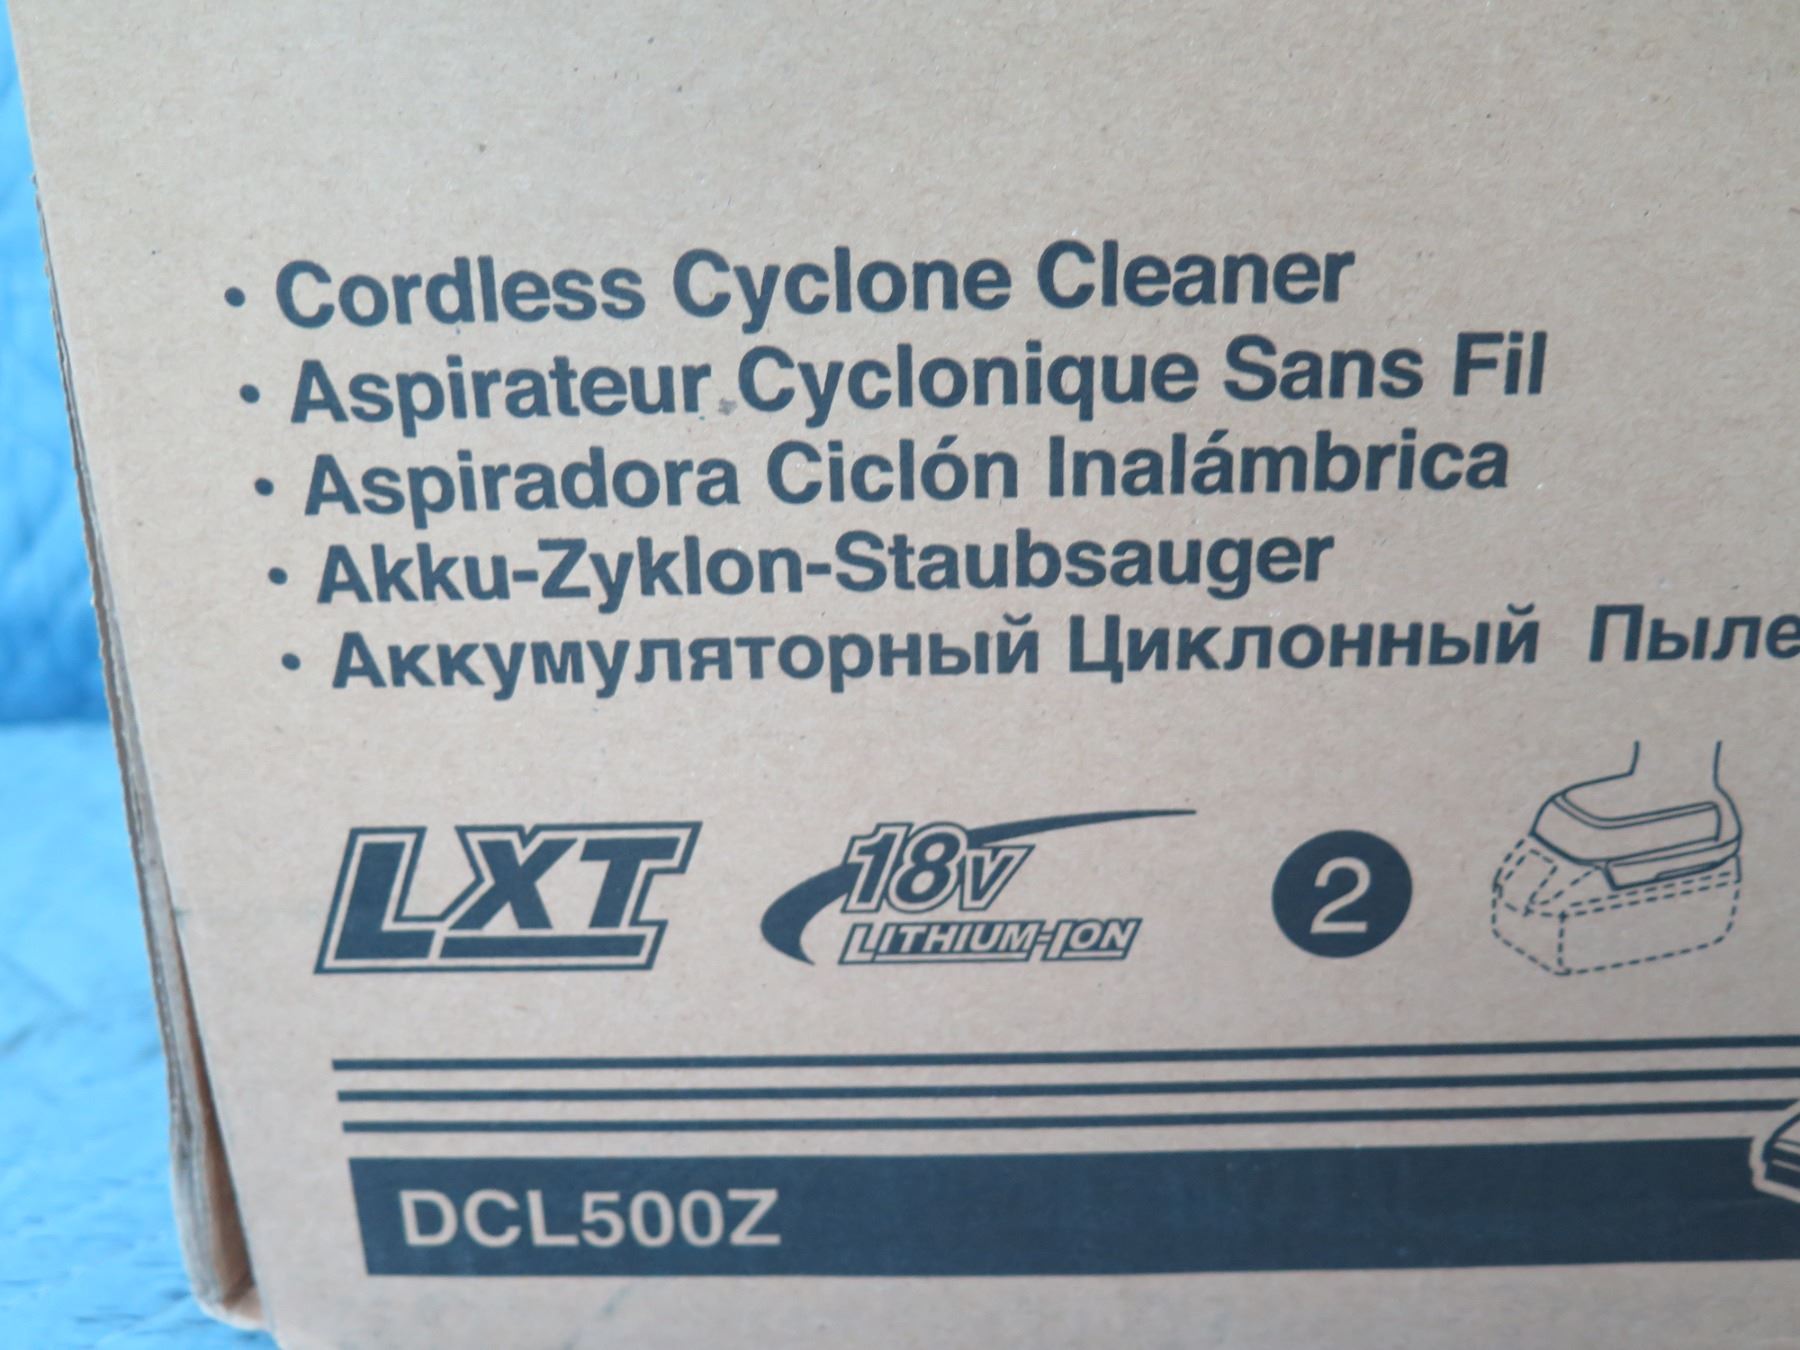 • Cordless Cyclone Cleaner
• Aspirateur Cyclonique Sans Fil
• Aspiradora Ciclón Inalámbrica
• Akku-Zyklon-Staubsauger
• Аккумуляторный Циклонный Пыле
LXT 18V LITHIUM-ION 2
DCL500Z